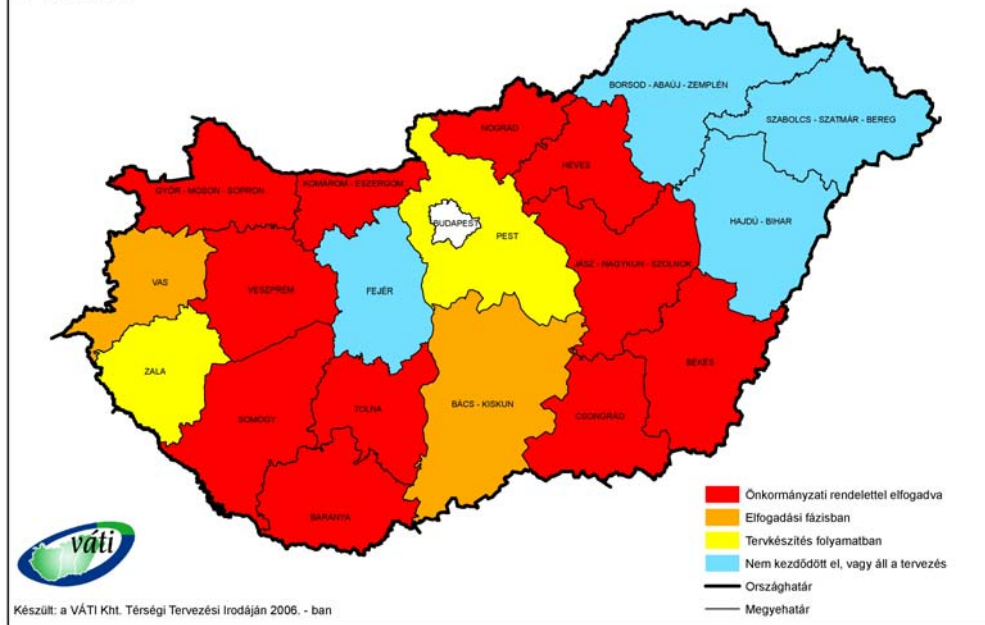 BORSOD - ABAÚJ - ZEMPLÉN
SZABOLCS - SZATMÁR - BEREG
NÓGRÁD
HEVES
GYŐR - MOSON - SOPRON
KOMÁROM - ESZERGOM
BUDAPEST
HAJDÚ - BIHAR
PEST
JÁSZ - NAGYKUN - SZOLNOK
VAS
VESZPRÉM
FEJÉR
BÉKÉS
ZALA
BÁCS - KISKUN
TOLNA
CSONGRÁD
SOMOGY
BARANYA
Önkormányzati rendelettel elfogadva
Elfogadási fázisban
Tervkészítés folyamatban
Nem kezdődött el, vagy áll a tervezés
Országhatár
Megyehatár
váti
Készült: a VÁTI Kht. Térségi Tervezési Irodáján 2006. - ban